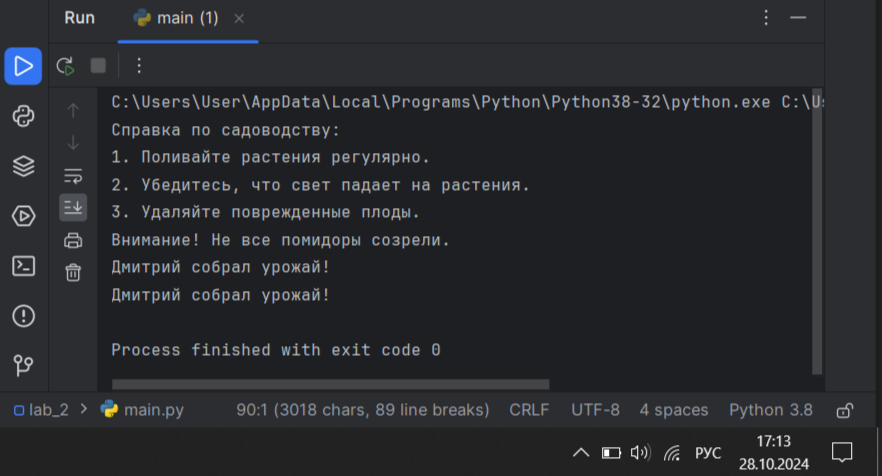 Run
main (1)
C:\Users\User\AppData\Local\Programs\Python\Python38-32\python.exe C:\Us
Справка по садоводству:
1. Поливайте растения регулярно.
2. Убедитесь, что свет падает на растения.
3. Удаляйте поврежденные плоды.
Внимание! Не все помидоры созрели.
Дмитрий собрал урожай!
Дмитрий собрал урожай!
Process finished with exit code 0
lab_2 > main.py 90:1 (3018 chars, 89 line breaks) CRLF UTF-8 4 spaces Python 3.8
РУС
17:13
28.10.2024